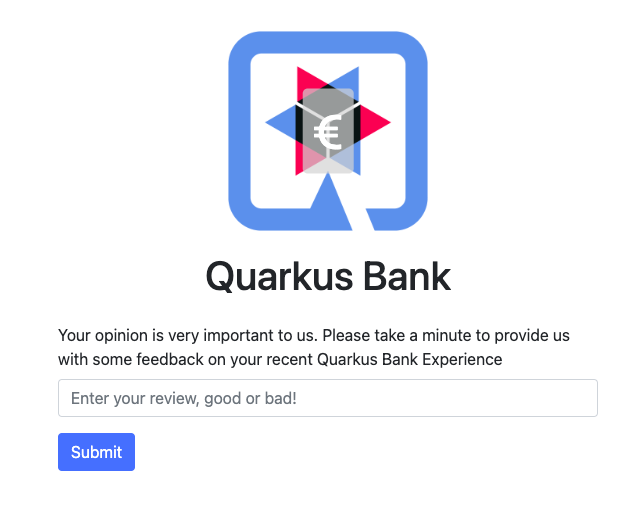 €
Quarkus Bank
Your opinion is very important to us. Please take a minute to provide us
with some feedback on your recent Quarkus Bank Experience
Enter your review, good or bad!
Submit